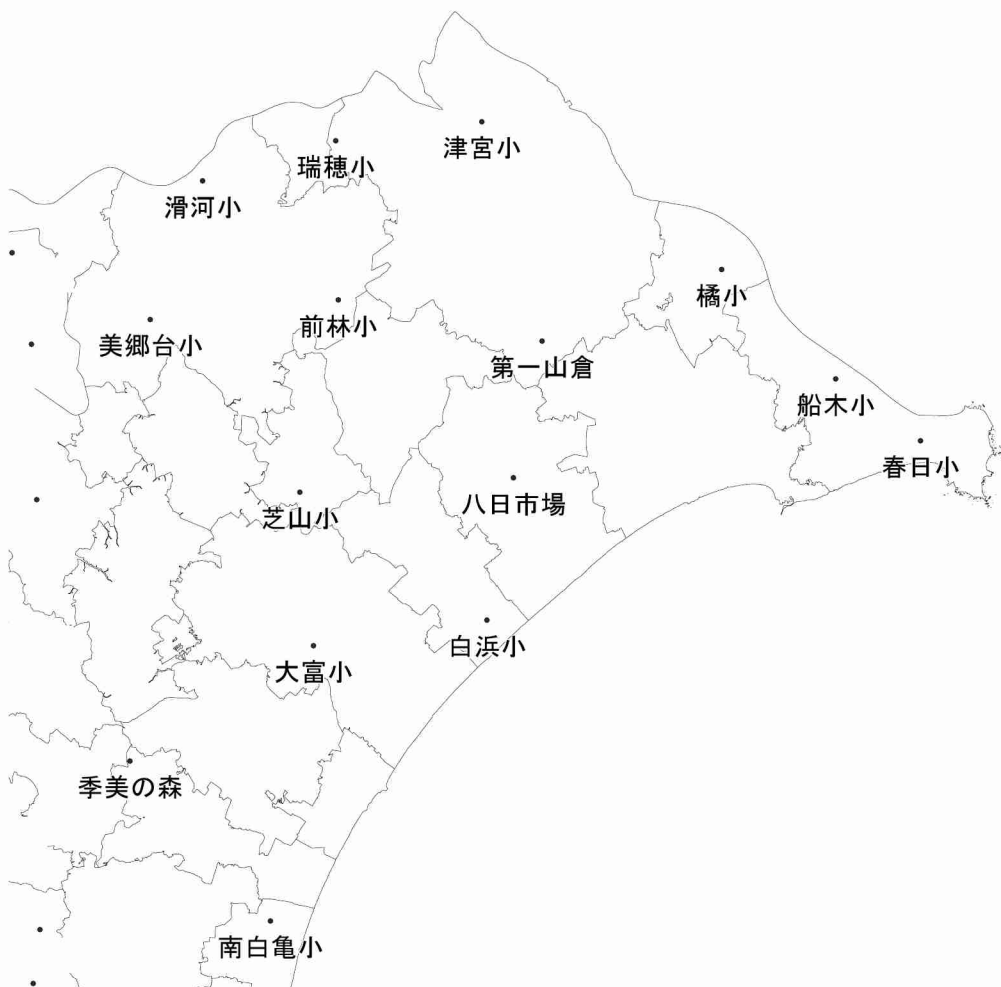 津宮小
瑞穂小
滑河小
橘小
前林小
美郷台小
第一山倉
船木小
春日小
八日市場
芝山小
白浜小
大富小
季美の森
南白亀小